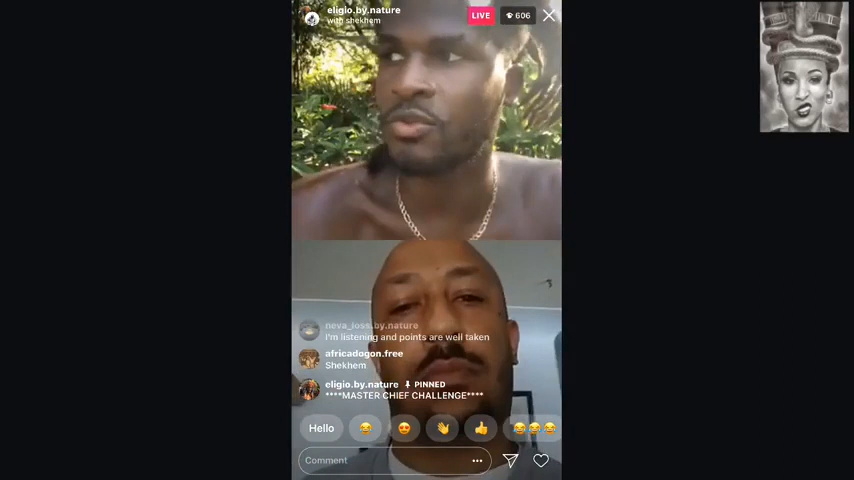 eligio.by.nature
with shekhem
LIVE
606
neva_loss.by.nature
I'm listening and points are well taken
africadogon.free
Shekhem
eligio.by.nature PINNED
****MASTER CHIEF CHALLENGE****
Hello
Comment